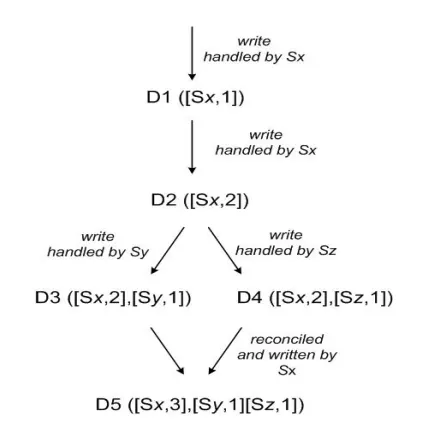 write
handled by Sx
D1 ([Sx,1])
write
handled by Sx
D2 ([Sx,2])
write
handled by Sy
write
handled by Sz
D3 ([Sx,2],[Sy,1])
D4 ([Sx,2],[Sz,1])
reconciled
and written by
Sx
D5 ([Sx,3],[Sy,1][Sz,1])